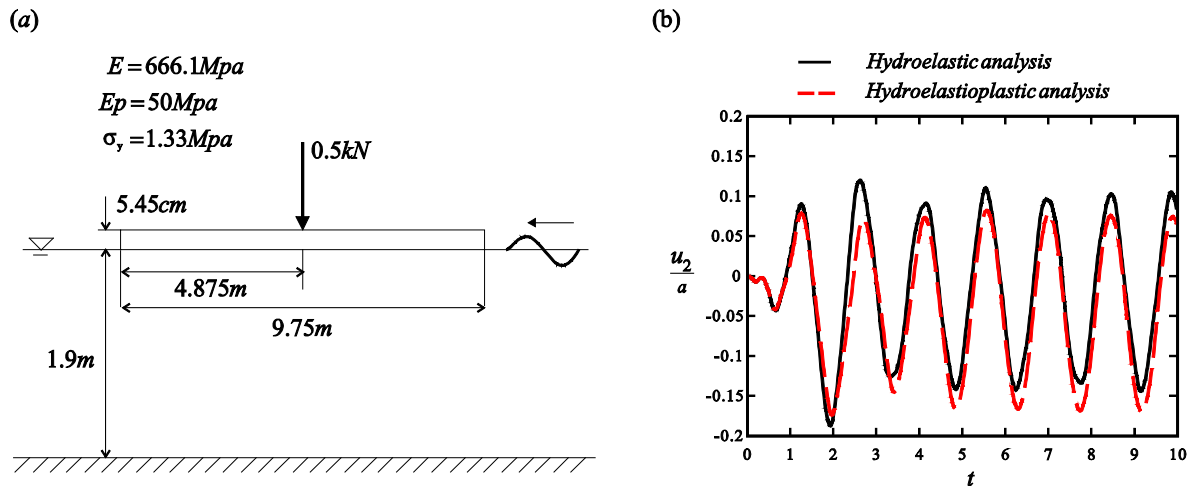 (a)
E = 666.1Mpa
Ep = 50Mpa
σy = 1.33Mpa
0.5kN
5.45cm
4.875m
9.75m
1.9m
(b)
Hydroelastic analysis
Hydroelastioplastic analysis
0.2
0.15
0.1
0.05
0
-0.05
-0.1
-0.15
-0.2
u2
a
0 1 2 3 4 5 6 7 8 9 10
t